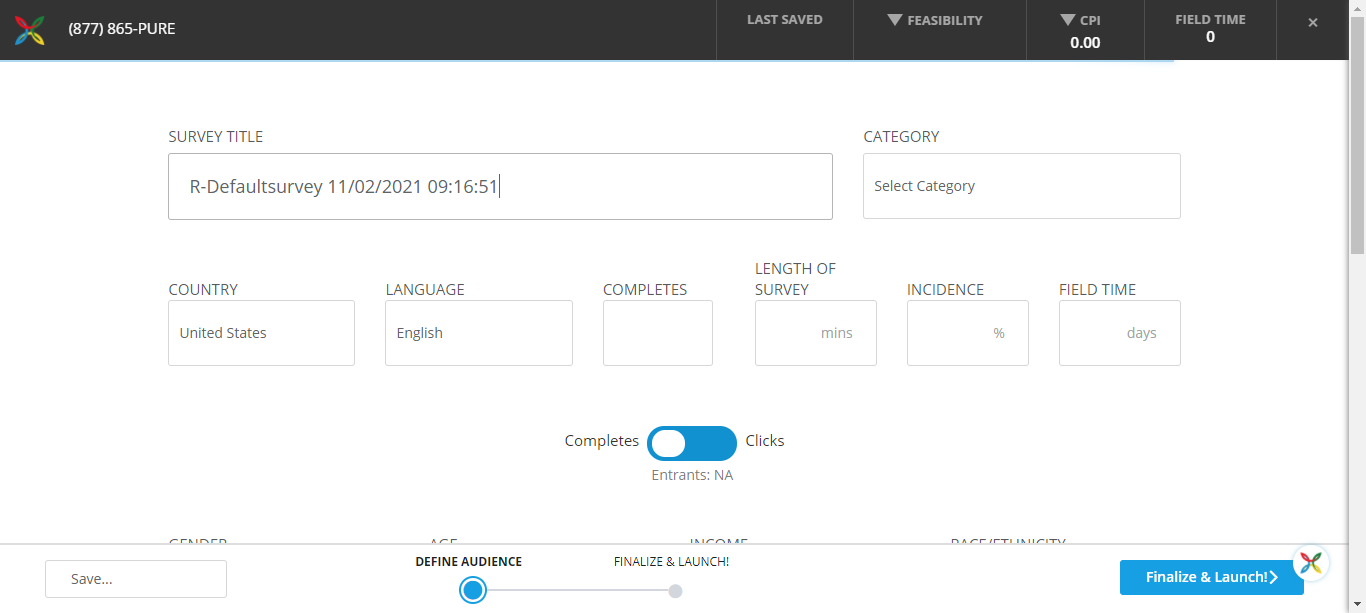 (877) 865-PURE
LAST SAVED
FEASIBILITY
CPI
0.00
FIELD TIME
0
×
SURVEY TITLE
CATEGORY
R-Defaultsurvey 11/02/2021 09:16:51
Select Category
COUNTRY
LANGUAGE
COMPLETES
LENGTH OF
SURVEY
INCIDENCE
FIELD TIME
United States
English
mins
%
days
Completes
Clicks
Entrants: NA
GENDER
AGE
INCOME
RACE/ETHNICITY
Save...
DEFINE AUDIENCE
FINALIZE & LAUNCH!
Finalize & Launch!